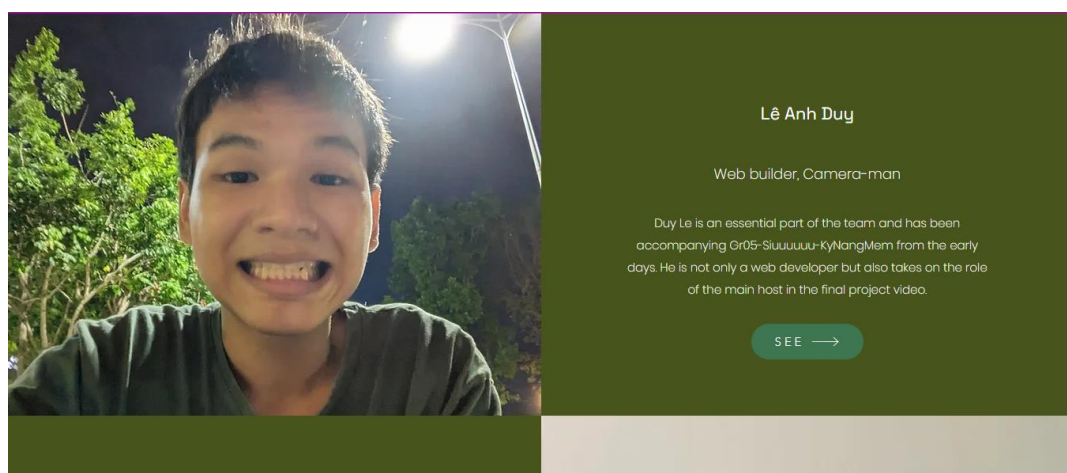 Lê Anh Duy
Web builder, Camera-man
Duy Le is an essential part of the team and has been
accompanying Gr05-Siuuuuuu-KyNangMem from the early
days. He is not only a web developer but also takes on the role
of the main host in the final project video.
SEE